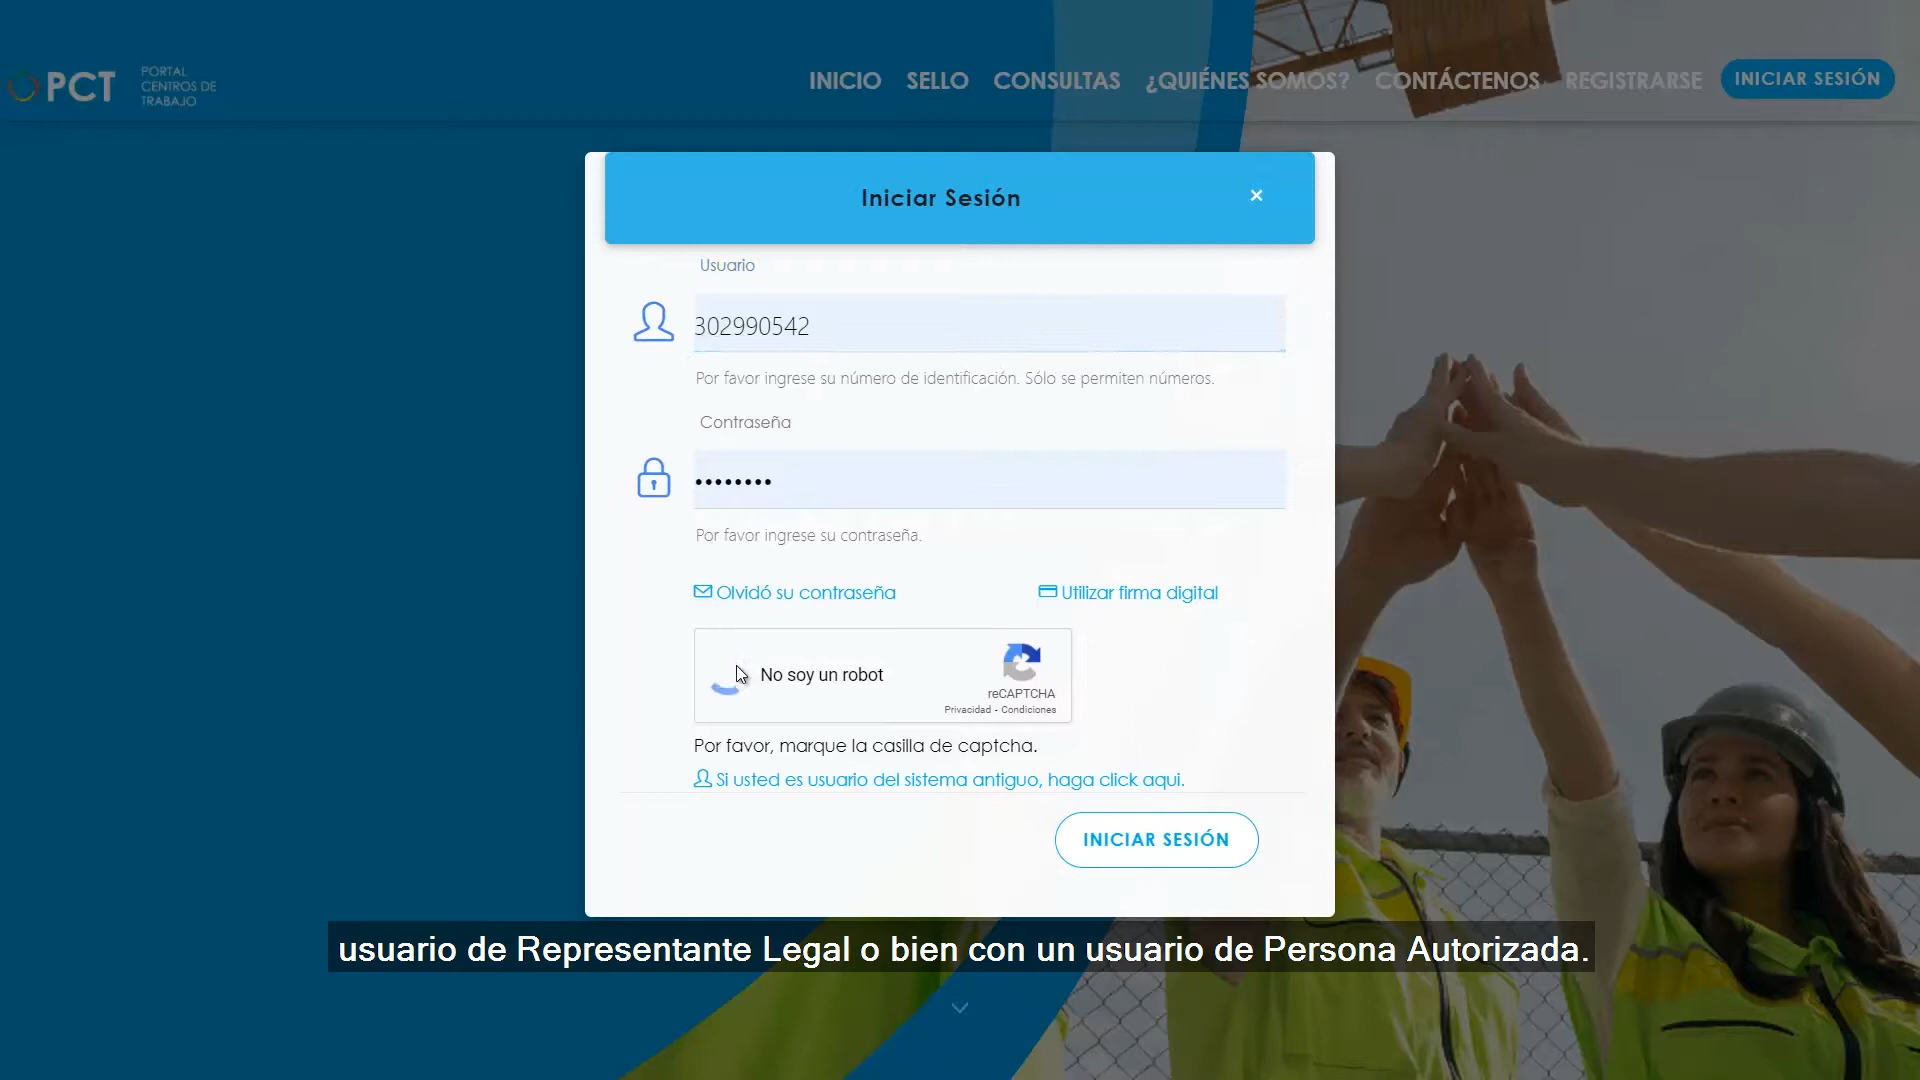 PCT
PORTAL
CENTROS DE
TRABAJO
INICIO SELLO CONSULTAS ¿QUIÉNES SOMOS? CONTÁCTENOS REGISTRARSE INICIAR SESIÓN
Iniciar Sesión ×
Usuario
302990542
Por favor ingrese su número de identificación. Sólo se permiten números.
Contraseña
••••••••
Por favor ingrese su contraseña.
Olvidó su contraseña Utilizar firma digital
No soy un robot
reCAPTCHA
Privacidad - Condiciones
Por favor, marque la casilla de captcha.
Si usted es usuario del sistema antiguo, haga click aqui.
INICIAR SESIÓN
usuario de Representante Legal o bien con un usuario de Persona Autorizada.